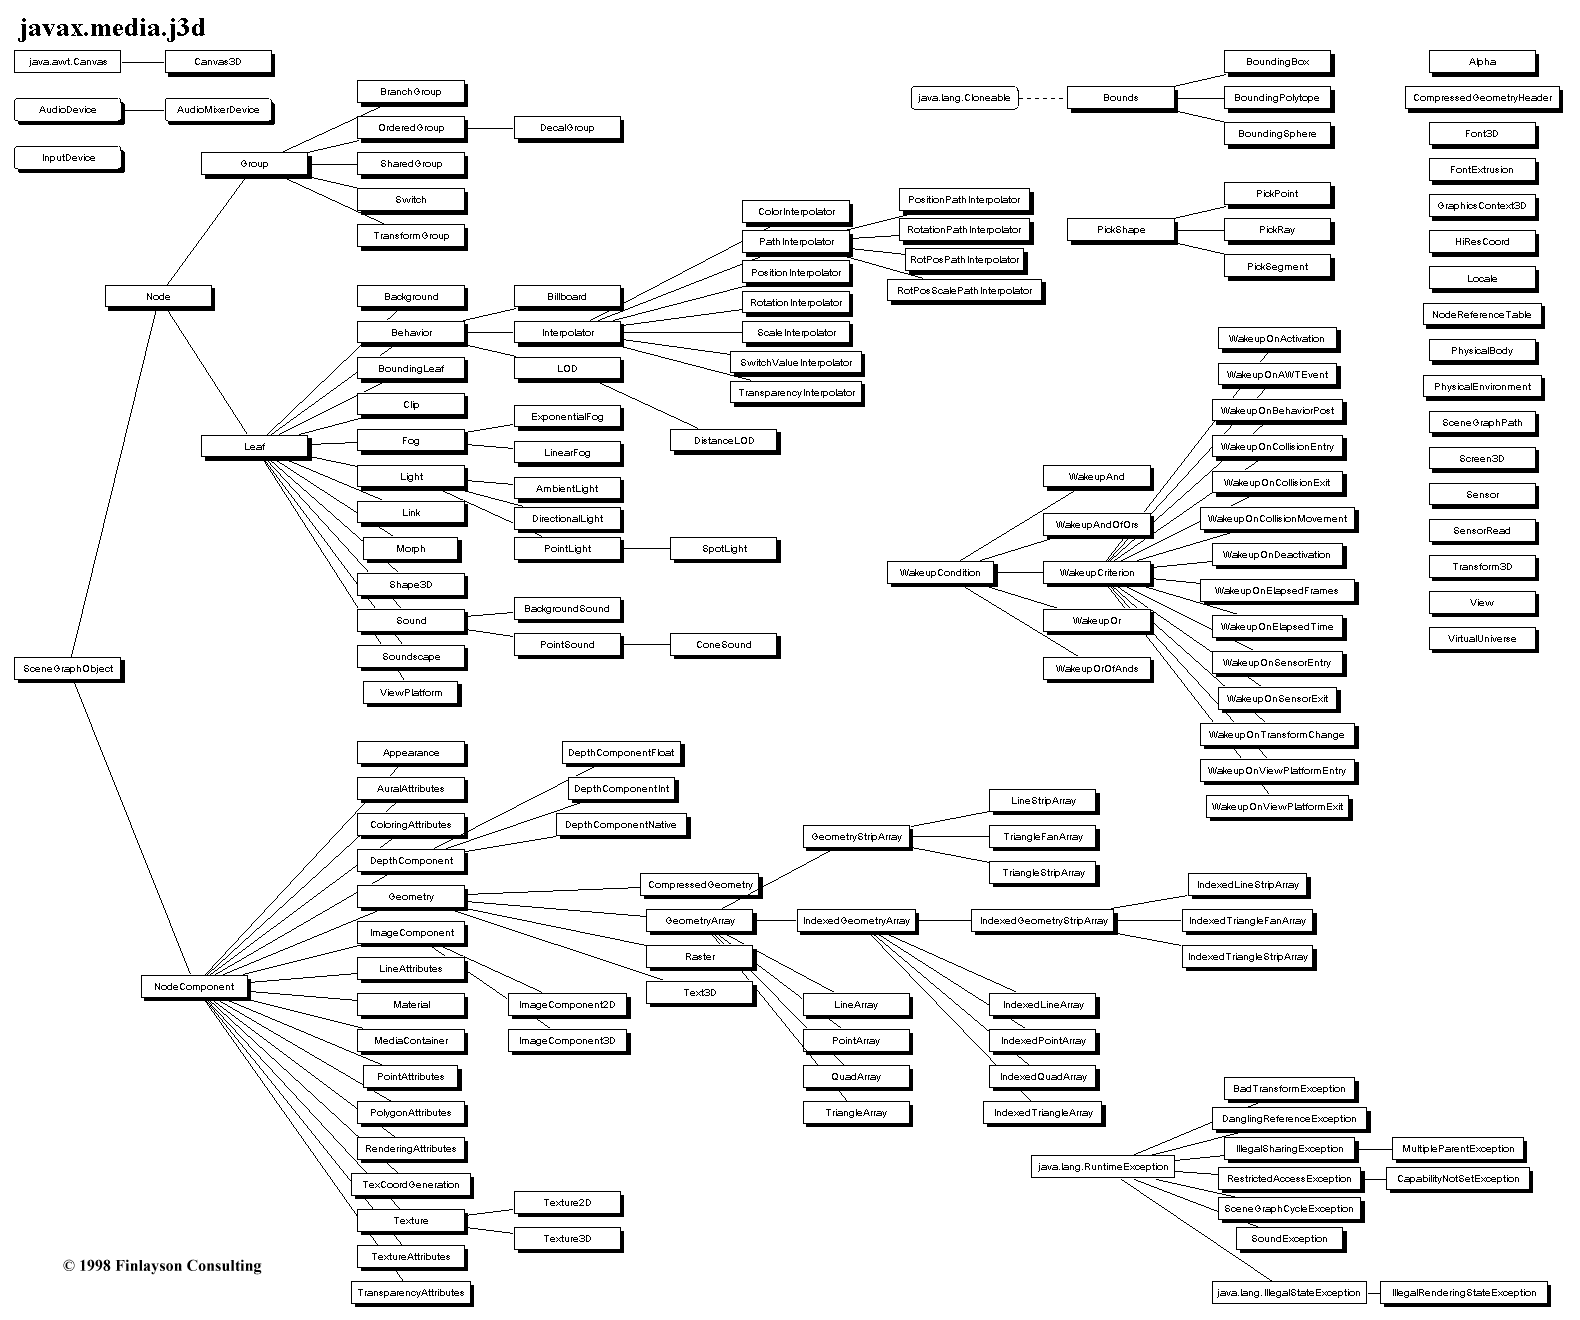 javax.media.j3d
java.awt.Canvas
Canvas3D
AudioDevice
AudioMixerDevice
InputDevice
SceneGraphObject
Node
Group
BranchGroup
OrderedGroup
DecalGroup
SharedGroup
Switch
TransformGroup
Leaf
Background
Behavior
Billboard
Interpolator
ColorInterpolator
PathInterpolator
PositionPathInterpolator
RotationPathInterpolator
RotPosPathInterpolator
RotPosScalePathInterpolator
PositionInterpolator
RotationInterpolator
ScaleInterpolator
SwitchValueInterpolator
TransparencyInterpolator
LOD
DistanceLOD
BoundingLeaf
Clip
Fog
ExponentialFog
LinearFog
Light
AmbientLight
DirectionalLight
PointLight
SpotLight
Link
Morph
Shape3D
Sound
BackgroundSound
PointSound
ConeSound
Soundscape
ViewPlatform
NodeComponent
Appearance
AuralAttributes
ColoringAttributes
DepthComponent
DepthComponentFloat
DepthComponentInt
DepthComponentNative
Geometry
CompressedGeometry
GeometryArray
GeometryStripArray
LineStripArray
TriangleFanArray
TriangleStripArray
IndexedGeometryArray
IndexedGeometryStripArray
IndexedLineStripArray
IndexedTriangleFanArray
IndexedTriangleStripArray
IndexedLineArray
IndexedPointArray
IndexedQuadArray
IndexedTriangleArray
LineArray
PointArray
QuadArray
TriangleArray
Raster
Text3D
ImageComponent
ImageComponent2D
ImageComponent3D
LineAttributes
Material
MediaContainer
PointAttributes
PolygonAttributes
RenderingAttributes
TexCoordGeneration
Texture
Texture2D
Texture3D
TextureAttributes
TransparencyAttributes
java.lang.Cloneable
Bounds
BoundingBox
BoundingPolytope
BoundingSphere
PickShape
PickPoint
PickRay
PickSegment
WakeupCondition
WakeupAnd
WakeupAndOfOrs
WakeupCriterion
WakeupOr
WakeupOrOfAnds
WakeupOnActivation
WakeupOnAWTEvent
WakeupOnBehaviorPost
WakeupOnCollisionEntry
WakeupOnCollisionExit
WakeupOnCollisionMovement
WakeupOnDeactivation
WakeupOnElapsedFrames
WakeupOnElapsedTime
WakeupOnSensorEntry
WakeupOnSensorExit
WakeupOnTransformChange
WakeupOnViewPlatformEntry
WakeupOnViewPlatformExit
Alpha
CompressedGeometryHeader
Font3D
FontExtrusion
GraphicsContext3D
HiResCoord
Locale
NodeReferenceTable
PhysicalBody
PhysicalEnvironment
SceneGraphPath
Screen3D
Sensor
SensorRead
Transform3D
View
VirtualUniverse
java.lang.RuntimeException
BadTransformException
DanglingReferenceException
IllegalSharingException
MultipleParentException
RestrictedAccessException
CapabilityNotSetException
SceneGraphCycleException
SoundException
java.lang.IllegalStateException
IllegalRenderingStateException
© 1998 Finlayson Consulting